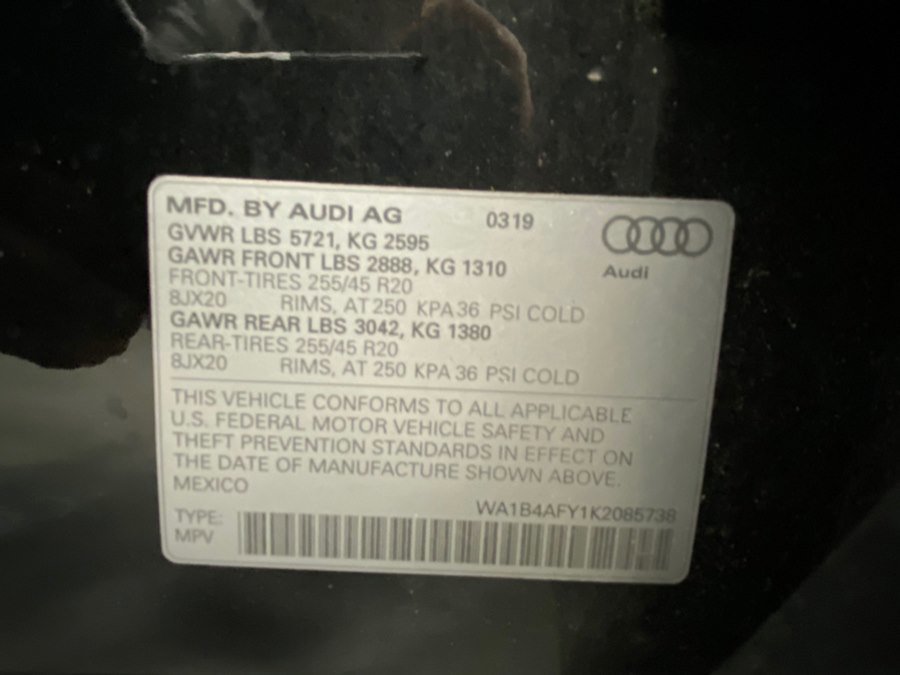 MFD. BY AUDI AG 0319
GVWR LBS 5721, KG 2595
GAWR FRONT LBS 2888, KG 1310
Audi
FRONT-TIRES 255/45 R20
8JX20 RIMS, AT 250 KPA 36 PSI COLD
GAWR REAR LBS 3042, KG 1380
REAR-TIRES 255/45 R20
8JX20 RIMS, AT 250 KPA 36 PSI COLD
THIS VEHICLE CONFORMS TO ALL APPLICABLE
U.S. FEDERAL MOTOR VEHICLE SAFETY AND
THEFT PREVENTION STANDARDS IN EFFECT ON
THE DATE OF MANUFACTURE SHOWN ABOVE.
MEXICO
WA1B4AFY1K2085738
TYPE:
MPV